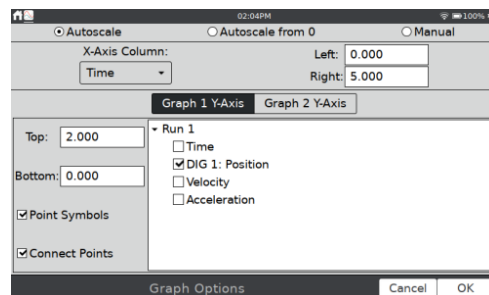 02:04PM 100%
Autoscale Autoscale from 0 Manual
X-Axis Column: Left: 0.000
Time Right: 5.000
Graph 1 Y-Axis Graph 2 Y-Axis
Top: 2.000
Bottom: 0.000
Point Symbols
Connect Points
Run 1
Time
DIG 1: Position
Velocity
Acceleration
Graph Options Cancel OK